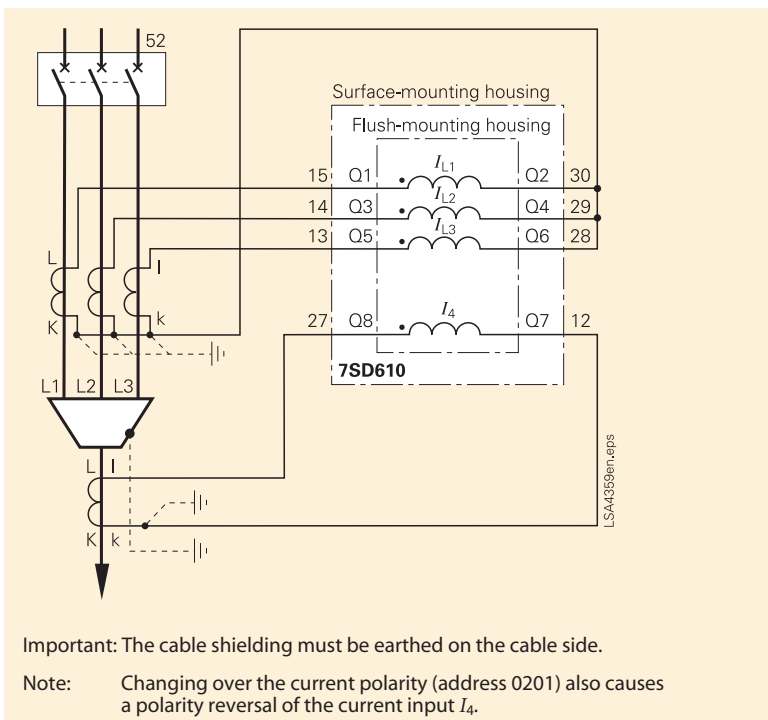 52
Surface-mounting housing
Flush-mounting housing
15 Q1 IL1 Q2 30
14 Q3 IL2 Q4 29
13 Q5 IL3 Q6 28
L l
K k
27 Q8 I4 Q7 12
7SD610
L1 L2 L3
L l
K k
LSA4359en.eps
Important: The cable shielding must be earthed on the cable side.
Note: Changing over the current polarity (address 0201) also causes
a polarity reversal of the current input I4.